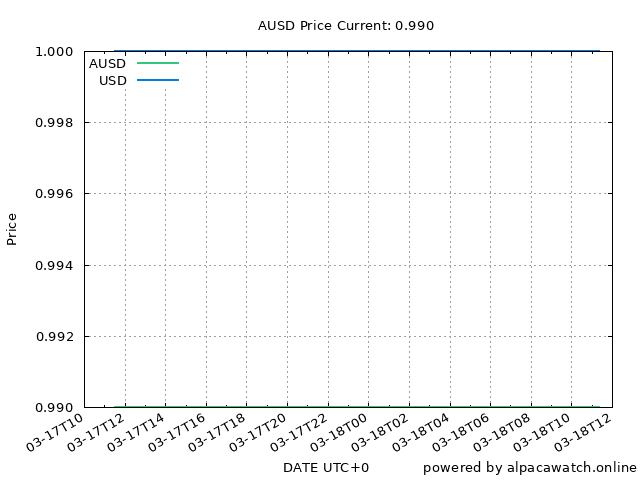 AUSD Price Current: 0.990
1.000
AUSD
USD
0.998
0.996
Price
0.994
0.992
0.990
03-17T10
03-17T12
03-17T14
03-17T16
03-17T18
03-17T20
03-17T22
03-18T00
03-18T02
03-18T04
03-18T06
03-18T08
03-18T10
03-18T12
DATE UTC+0
powered by alpacawatch.online